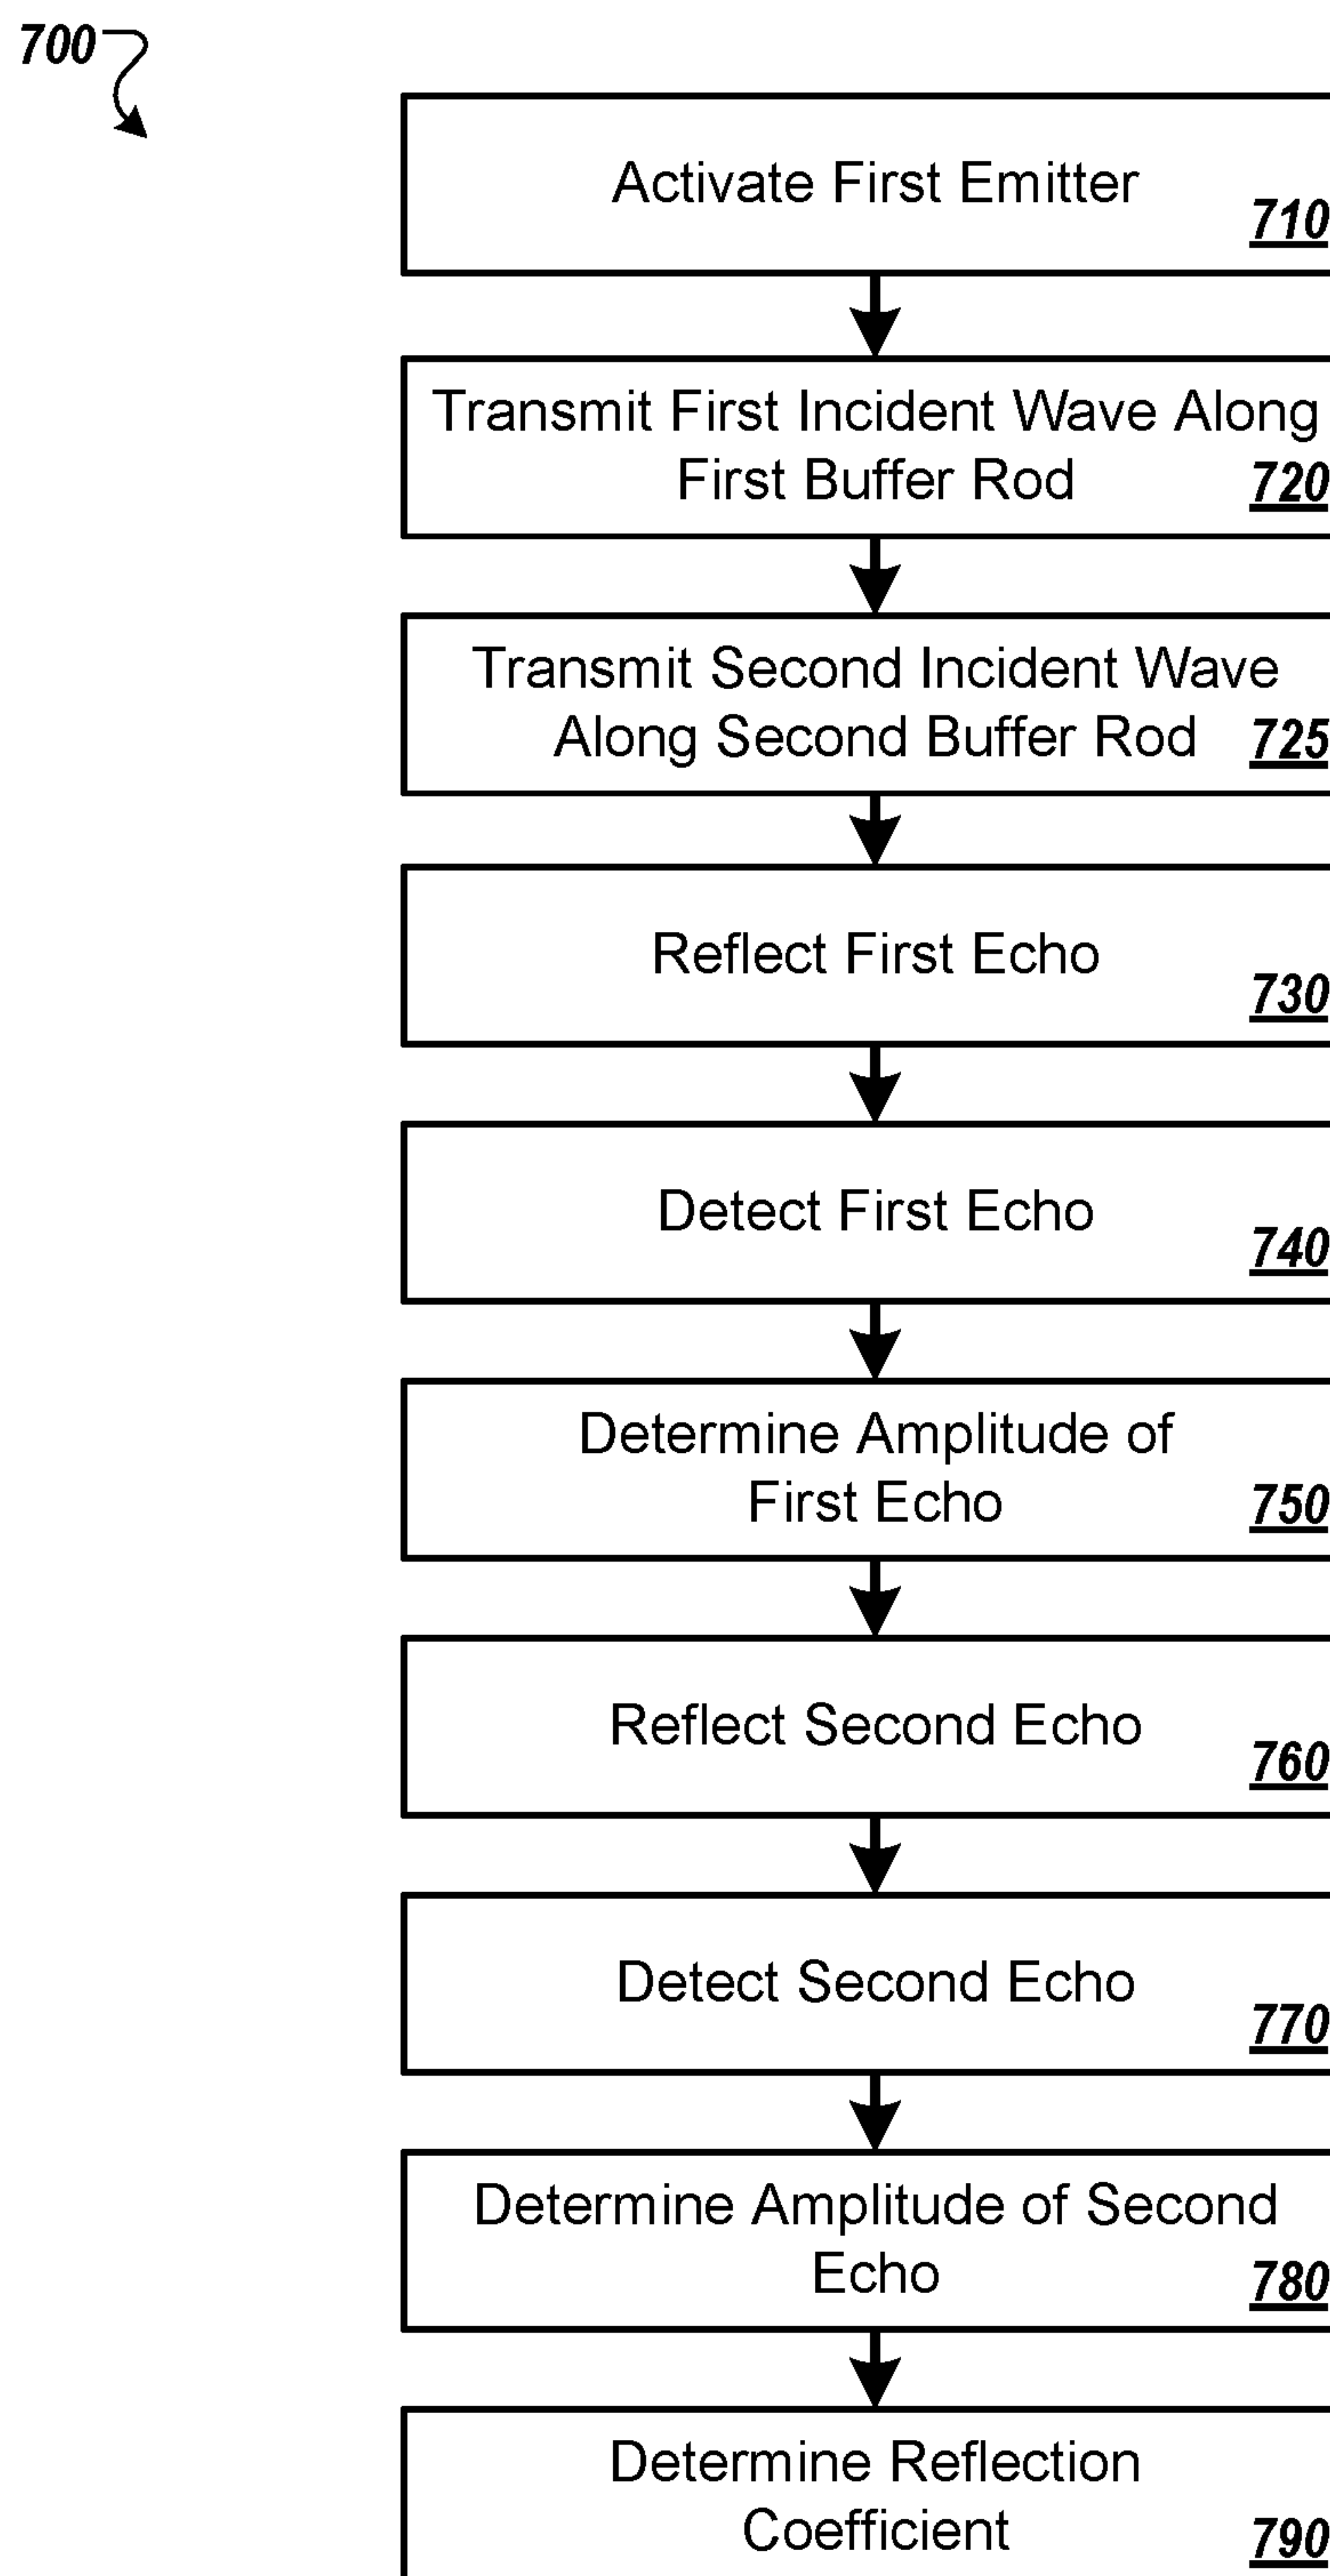 700
Activate First Emitter
710
Transmit First Incident Wave Along
First Buffer Rod 720
Transmit Second Incident Wave
Along Second Buffer Rod 725
Reflect First Echo
730
Detect First Echo
740
Determine Amplitude of
First Echo 750
Reflect Second Echo
760
Detect Second Echo
770
Determine Amplitude of Second
Echo 780
Determine Reflection
Coefficient 790